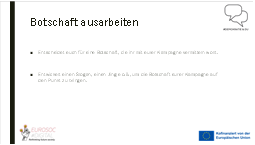 Botschaft ausarbeiten
Entscheidet euch für eine Botschaft, die ihr mit eurer Kampagne vermitteln wollt.
Entwerft einen Slogan, einen Jingle o.ä., um die Botschaft eurer Kampagne auf
den Punkt zu bringen.
EUROSOC
DIGITAL
Kofinanziert von der
Europäischen Union